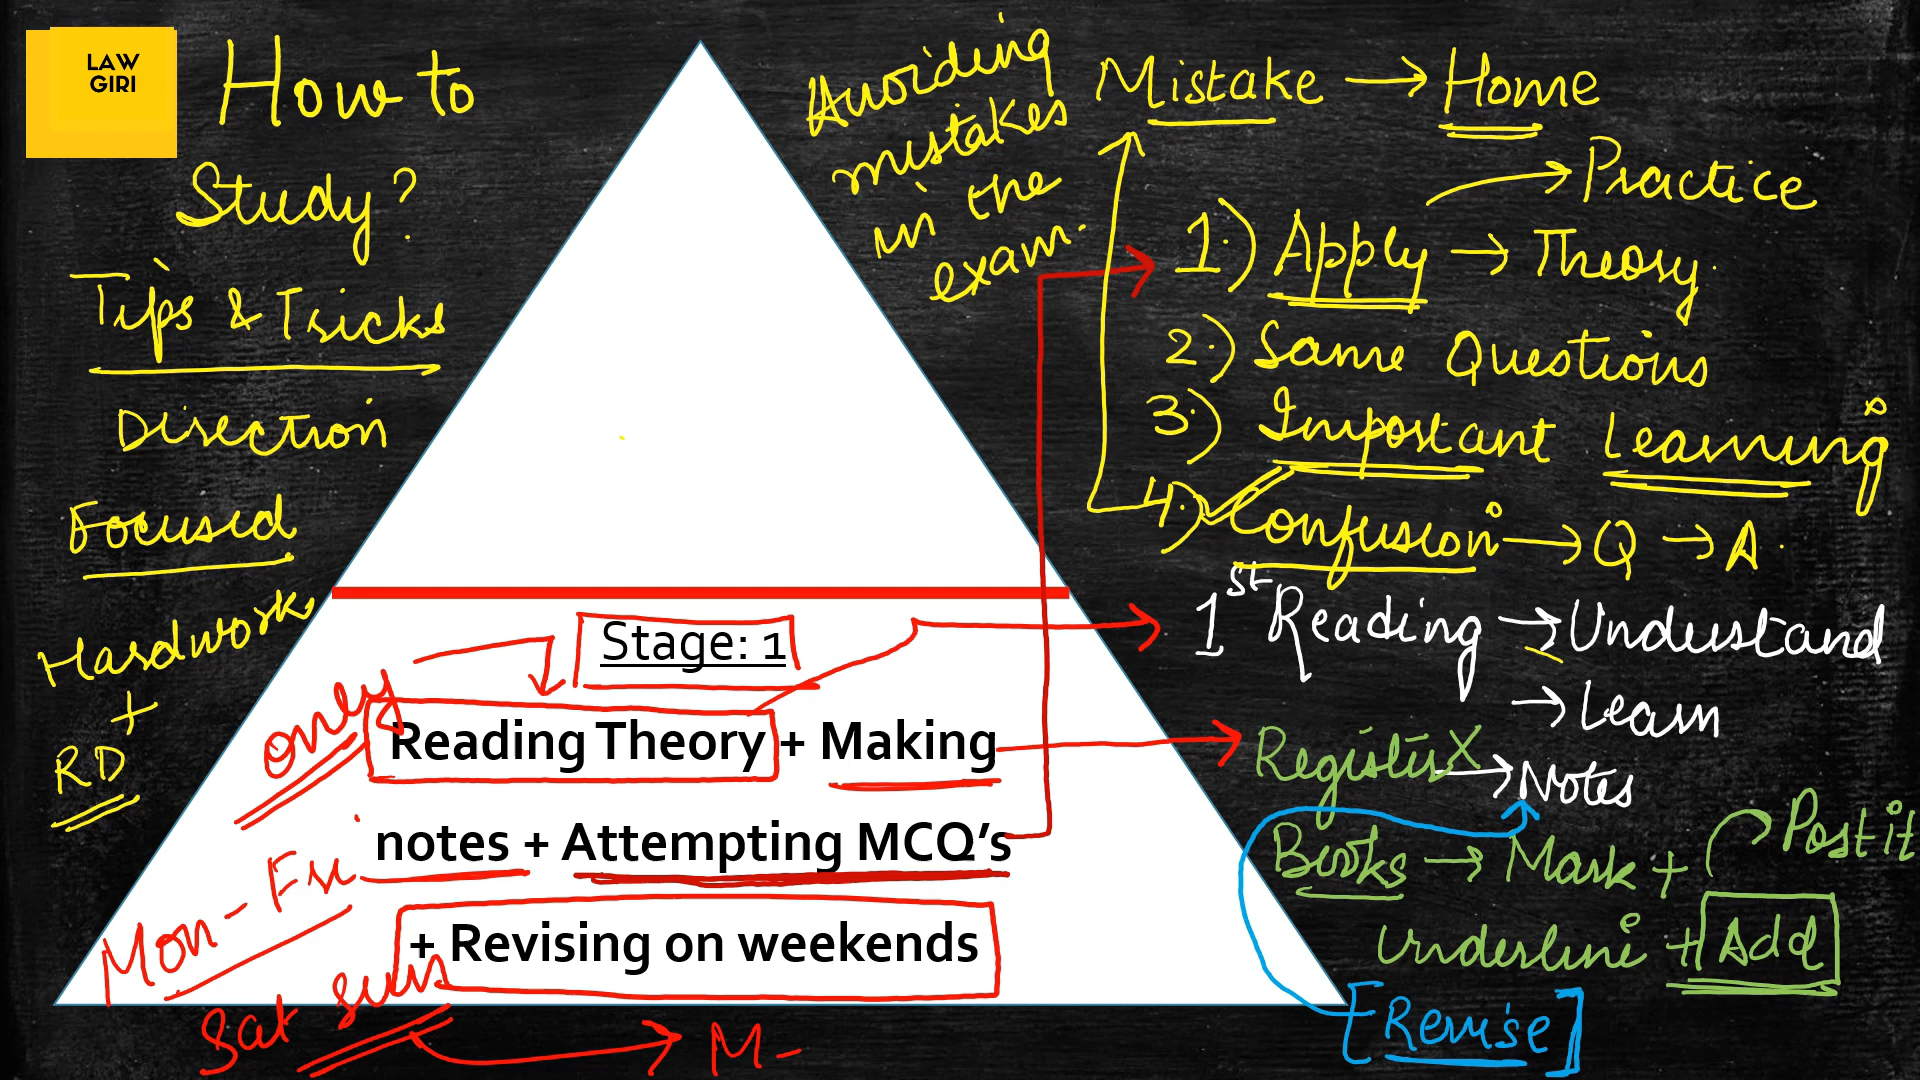 LAW
GIRI
How to
Study?
Tips & Tricks
Direction
Focused
Hardwork
+
RD
Avoiding
mistakes
in the
exam.
Mistake → Home
→ Practice
1.) Apply → Theory.
2.) Same Questions
3.) Important Learning
4.) Confusion → Q → A.
1st Reading → Understand
→ Learn
→ Notes
Register X
Books → Mark + Post it
underline + Add
[Revise]
Stage: 1
only
Reading Theory + Making
notes + Attempting MCQ's
+ Revising on weekends
Mon - Fri
Sat Sun → M -